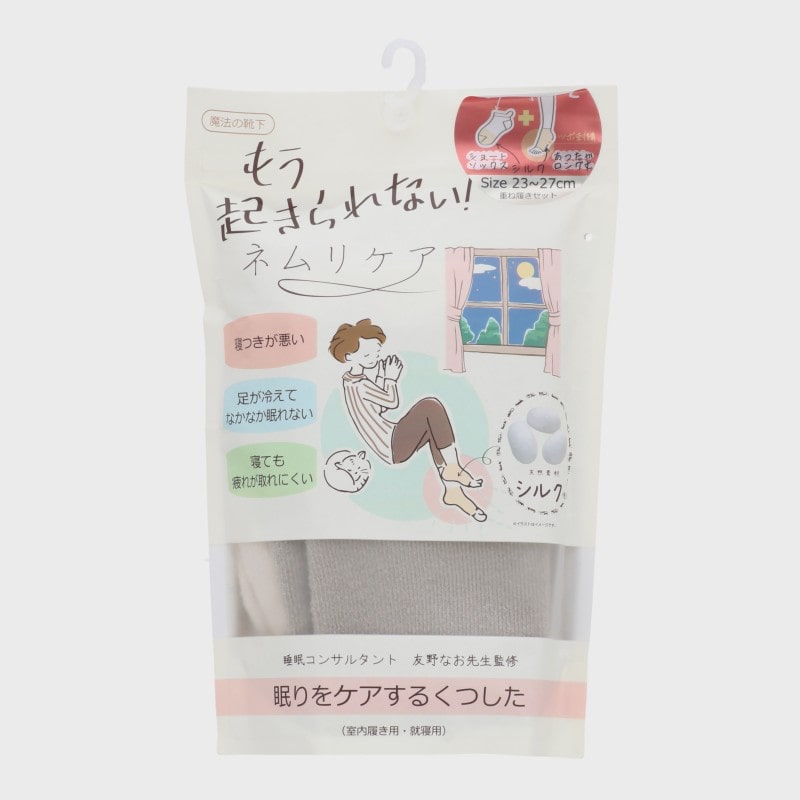 魔法の靴下
もう
起きられない!
ネムリケア
ショート
ソックス
シルク
あったか
ロング丈
Size 23~27cm
重ね履きセット
寝つきが悪い
足が冷えて
なかなか眠れない
寝ても
疲れが取れにくい
天然素材
シルク
睡眠コンサルタント 友野なお先生監修
眠りをケアするくつした
(室内履き用・就寝用)